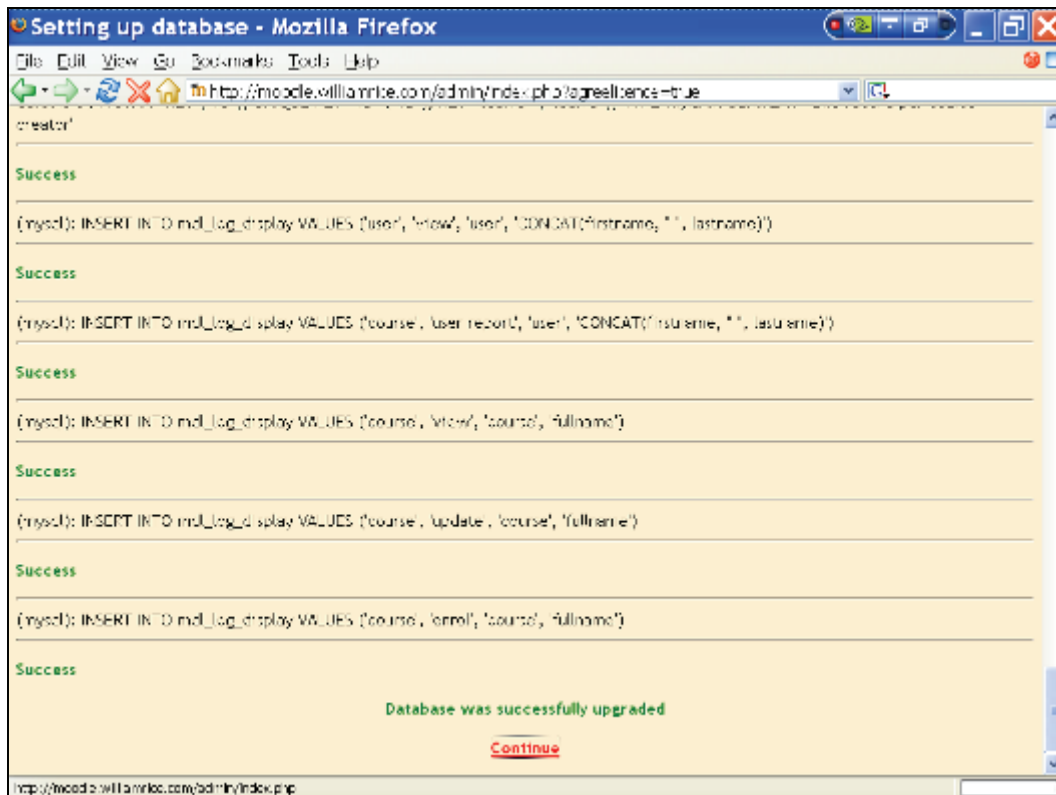 Setting up database - Mozilla Firefox
File Edit View Go Bookmarks Tools Help
http://moodle.williamrice.com/admin/index.php?agreelicence=true
creator'
Success
(mysql): INSERT INTO mdl_log_display VALUES ('user', 'view', 'user', 'CONCAT(firstname, " ", lastname)')
Success
(mysql): INSERT INTO mdl_log_display VALUES ('course', 'user report', 'user', 'CONCAT(firstname, " ", lastname)')
Success
(mysql): INSERT INTO mdl_log_display VALUES ('course', 'view', 'course', 'fullname')
Success
(mysql): INSERT INTO mdl_log_display VALUES ('course', 'update', 'course', 'fullname')
Success
(mysql): INSERT INTO mdl_log_display VALUES ('course', 'enrol', 'course', 'fullname')
Success
Database was successfully upgraded
Continue
http://moodle.williamrice.com/admin/index.php